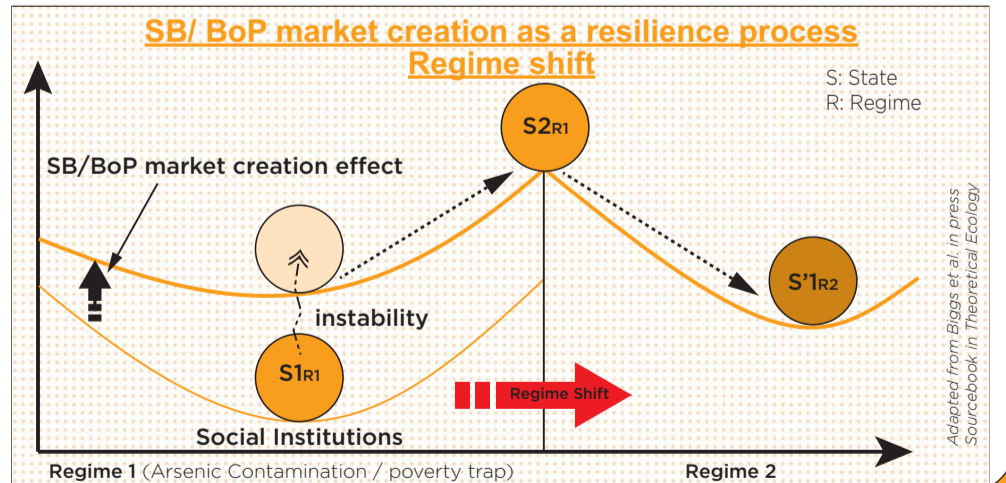 SB/ BoP market creation as a resilience process
Regime shift
S: State
R: Regime
S2R1
SB/BoP market creation effect
S'1R2
instability
S1R1
Regime Shift
Social Institutions
Regime 1 (Arsenic Contamination / poverty trap)
Regime 2
Adapted from Biggs et al. in press
Sourcebook in Theoretical Ecology